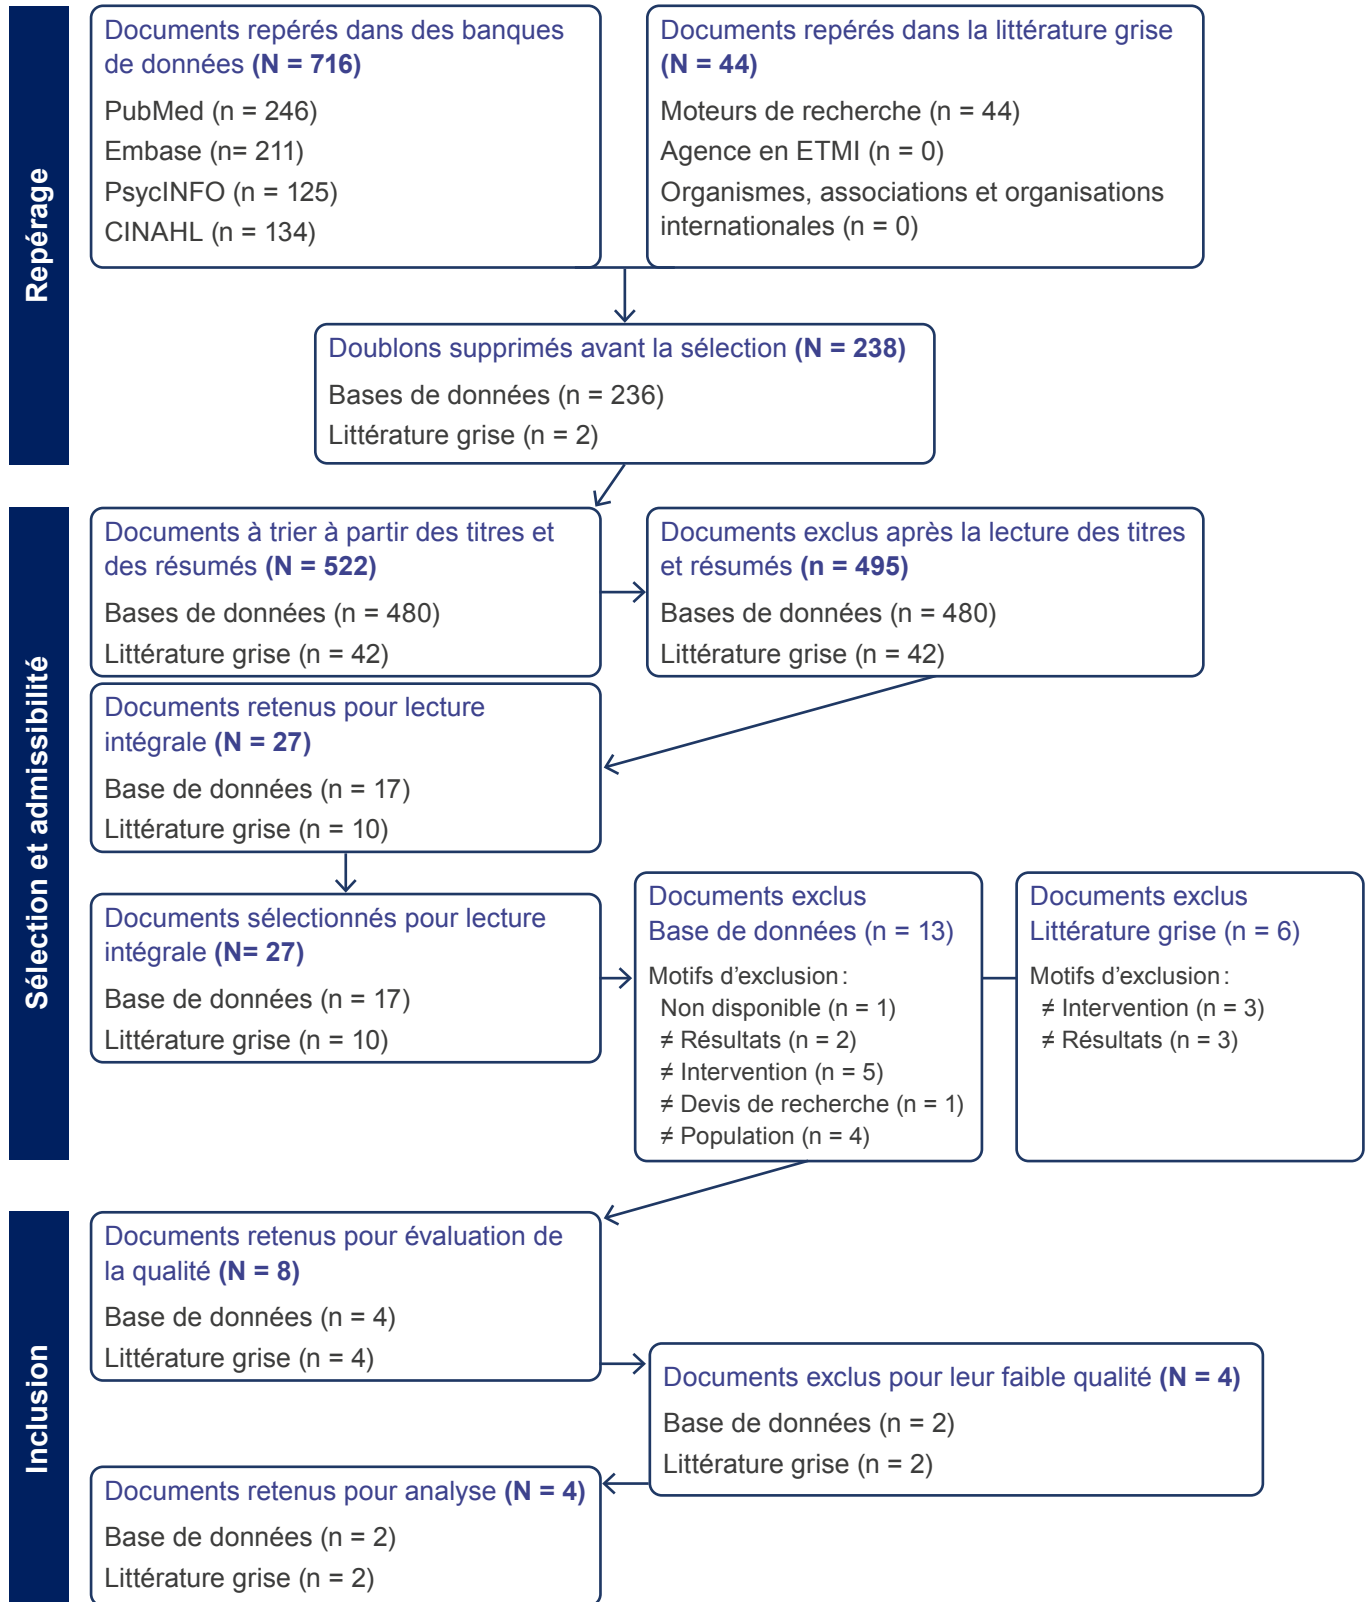 Repérage
Documents repérés dans des banques
de données (N = 716)
PubMed (n = 246)
Embase (n= 211)
PsycINFO (n = 125)
CINAHL (n = 134)
Documents repérés dans la littérature grise
(N = 44)
Moteurs de recherche (n = 44)
Agence en ETMI (n = 0)
Organismes, associations et organisations
internationales (n = 0)
Doublons supprimés avant la sélection (N = 238)
Bases de données (n = 236)
Littérature grise (n = 2)
Sélection et admissibilité
Documents à trier à partir des titres et
des résumés (N = 522)
Bases de données (n = 480)
Littérature grise (n = 42)
Documents exclus après la lecture des titres
et résumés (n = 495)
Bases de données (n = 480)
Littérature grise (n = 42)
Documents retenus pour lecture
intégrale (N = 27)
Base de données (n = 17)
Littérature grise (n = 10)
Documents sélectionnés pour lecture
intégrale (N= 27)
Base de données (n = 17)
Littérature grise (n = 10)
Documents exclus
Base de données (n = 13)
Motifs d'exclusion :
Non disponible (n = 1)
≠ Résultats (n = 2)
≠ Intervention (n = 5)
≠ Devis de recherche (n = 1)
≠ Population (n = 4)
Documents exclus
Littérature grise (n = 6)
Motifs d'exclusion :
≠ Intervention (n = 3)
≠ Résultats (n = 3)
Inclusion
Documents retenus pour évaluation de
la qualité (N = 8)
Base de données (n = 4)
Littérature grise (n = 4)
Documents exclus pour leur faible qualité (N = 4)
Base de données (n = 2)
Littérature grise (n = 2)
Documents retenus pour analyse (N = 4)
Base de données (n = 2)
Littérature grise (n = 2)